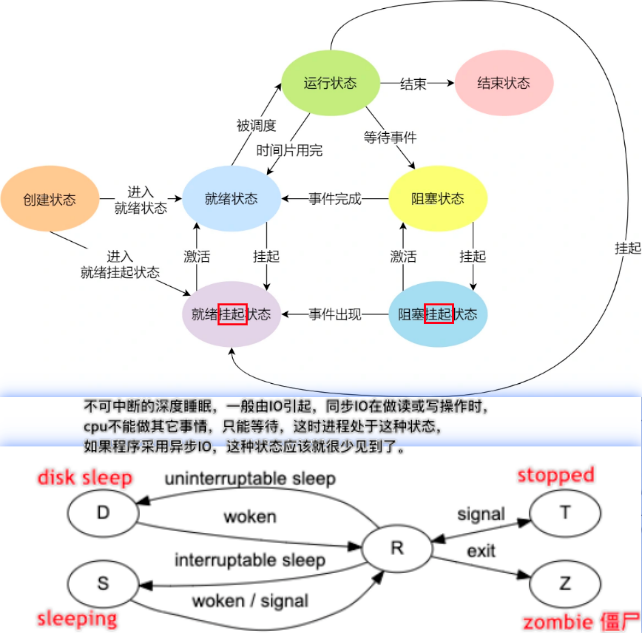 运行状态
结束
结束状态
被调度
时间片用完
等待事件
创建状态
进入
就绪状态
就绪状态
事件完成
阻塞状态
挂起
进入
就绪挂起状态
激活
挂起
激活
挂起
就绪挂起状态
事件出现
阻塞挂起状态
不可中断的深度睡眠，一般由IO引起，同步IO在做读或写操作时，
cpu不能做其它事情，只能等待，这时进程处于这种状态，
如果程序采用异步IO，这种状态应该就很少见到了。
disk sleep
uninterruptable sleep
stopped
D
woken
signal
T
R
interruptable sleep
exit
S
Z
sleeping
woken / signal
zombie 僵尸